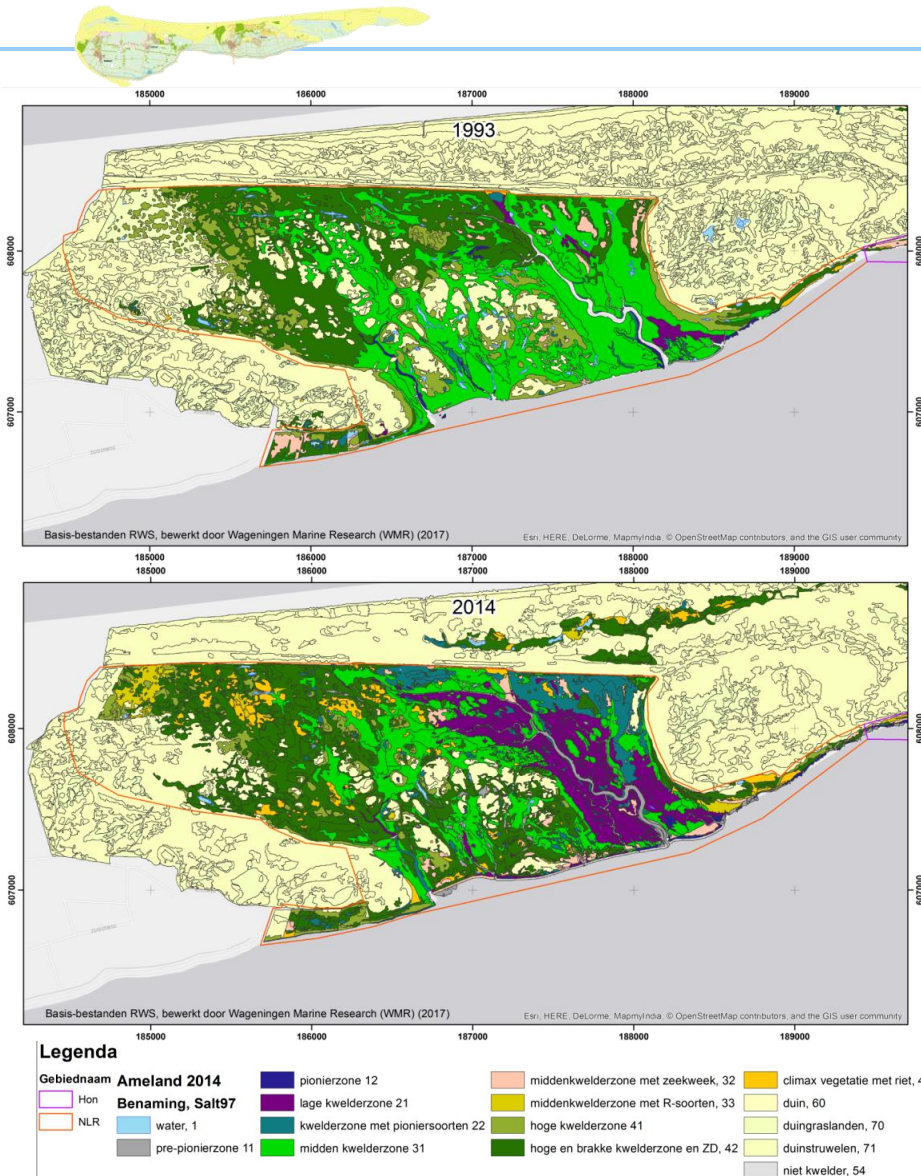 185000 186000 187000 188000 189000
1993
608000 608000
607000 607000
Basis-bestanden RWS, bewerkt door Wageningen Marine Research (WMR) (2017) Esri, HERE, DeLorme, MapmyIndia, © OpenStreetMap contributors, and the GIS user community
185000 186000 187000 188000 189000
185000 186000 187000 188000 189000
2014
608000 608000
607000 607000
Basis-bestanden RWS, bewerkt door Wageningen Marine Research (WMR) (2017) Esri, HERE, DeLorme, MapmyIndia, © OpenStreetMap contributors, and the GIS user community
185000 186000 187000 188000 189000
Legenda
Gebiednaam
Hon
NLR
Ameland 2014
Benaming, Salt97
water, 1
pre-pionierzone 11
pionierzone 12
lage kwelderzone 21
kwelderzone met pioniersoorten 22
midden kwelderzone 31
middenkwelderzone met zeekweek, 32
middenkwelderzone met R-soorten, 33
hoge kwelderzone 41
hoge en brakke kwelderzone en ZD, 42
climax vegetatie met riet, 4
duin, 60
duingraslanden, 70
duinstruwelen, 71
niet kwelder, 54